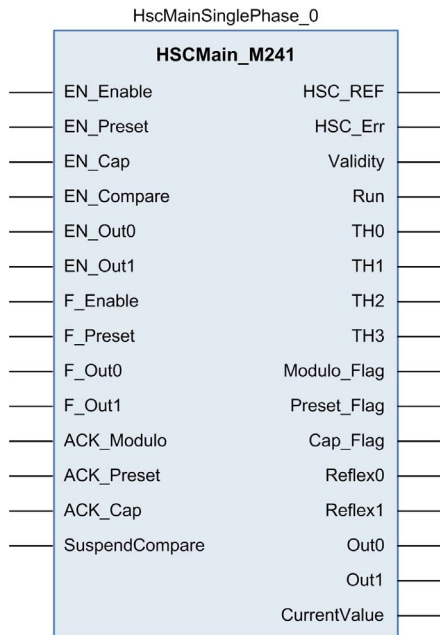 HscMainSinglePhase_0
HSCMain_M241
EN_Enable HSC_REF
EN_Preset HSC_Err
EN_Cap Validity
EN_Compare Run
EN_Out0 TH0
EN_Out1 TH1
F_Enable TH2
F_Preset TH3
F_Out0 Modulo_Flag
F_Out1 Preset_Flag
ACK_Modulo Cap_Flag
ACK_Preset Reflex0
ACK_Cap Reflex1
SuspendCompare Out0
Out1
CurrentValue